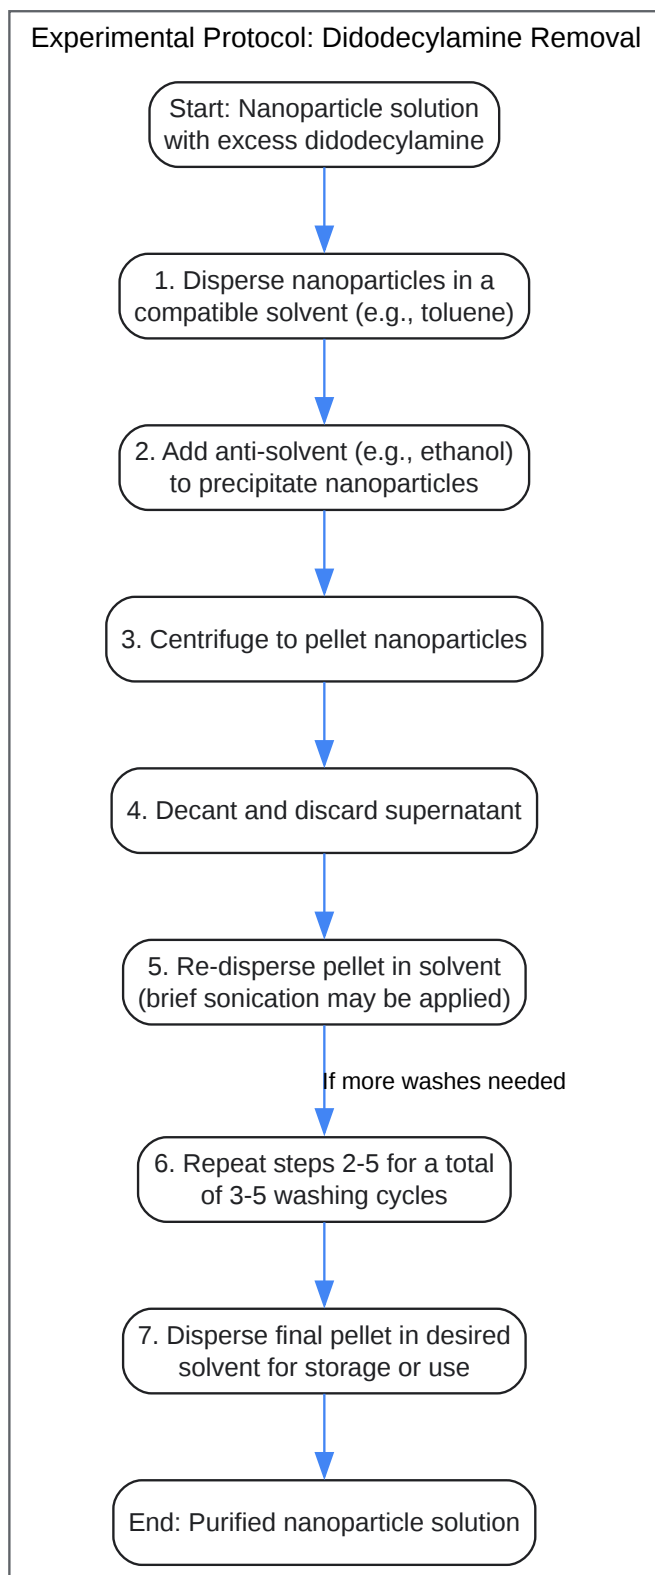 Experimental Protocol: Didodecylamine Removal
Start: Nanoparticle solution
with excess didodecylamine
1. Disperse nanoparticles in a
compatible solvent (e.g., toluene)
2. Add anti-solvent (e.g., ethanol)
to precipitate nanoparticles
3. Centrifuge to pellet nanoparticles
4. Decant and discard supernatant
5. Re-disperse pellet in solvent
(brief sonication may be applied)
If more washes needed
6. Repeat steps 2-5 for a total
of 3-5 washing cycles
7. Disperse final pellet in desired
solvent for storage or use
End: Purified nanoparticle solution